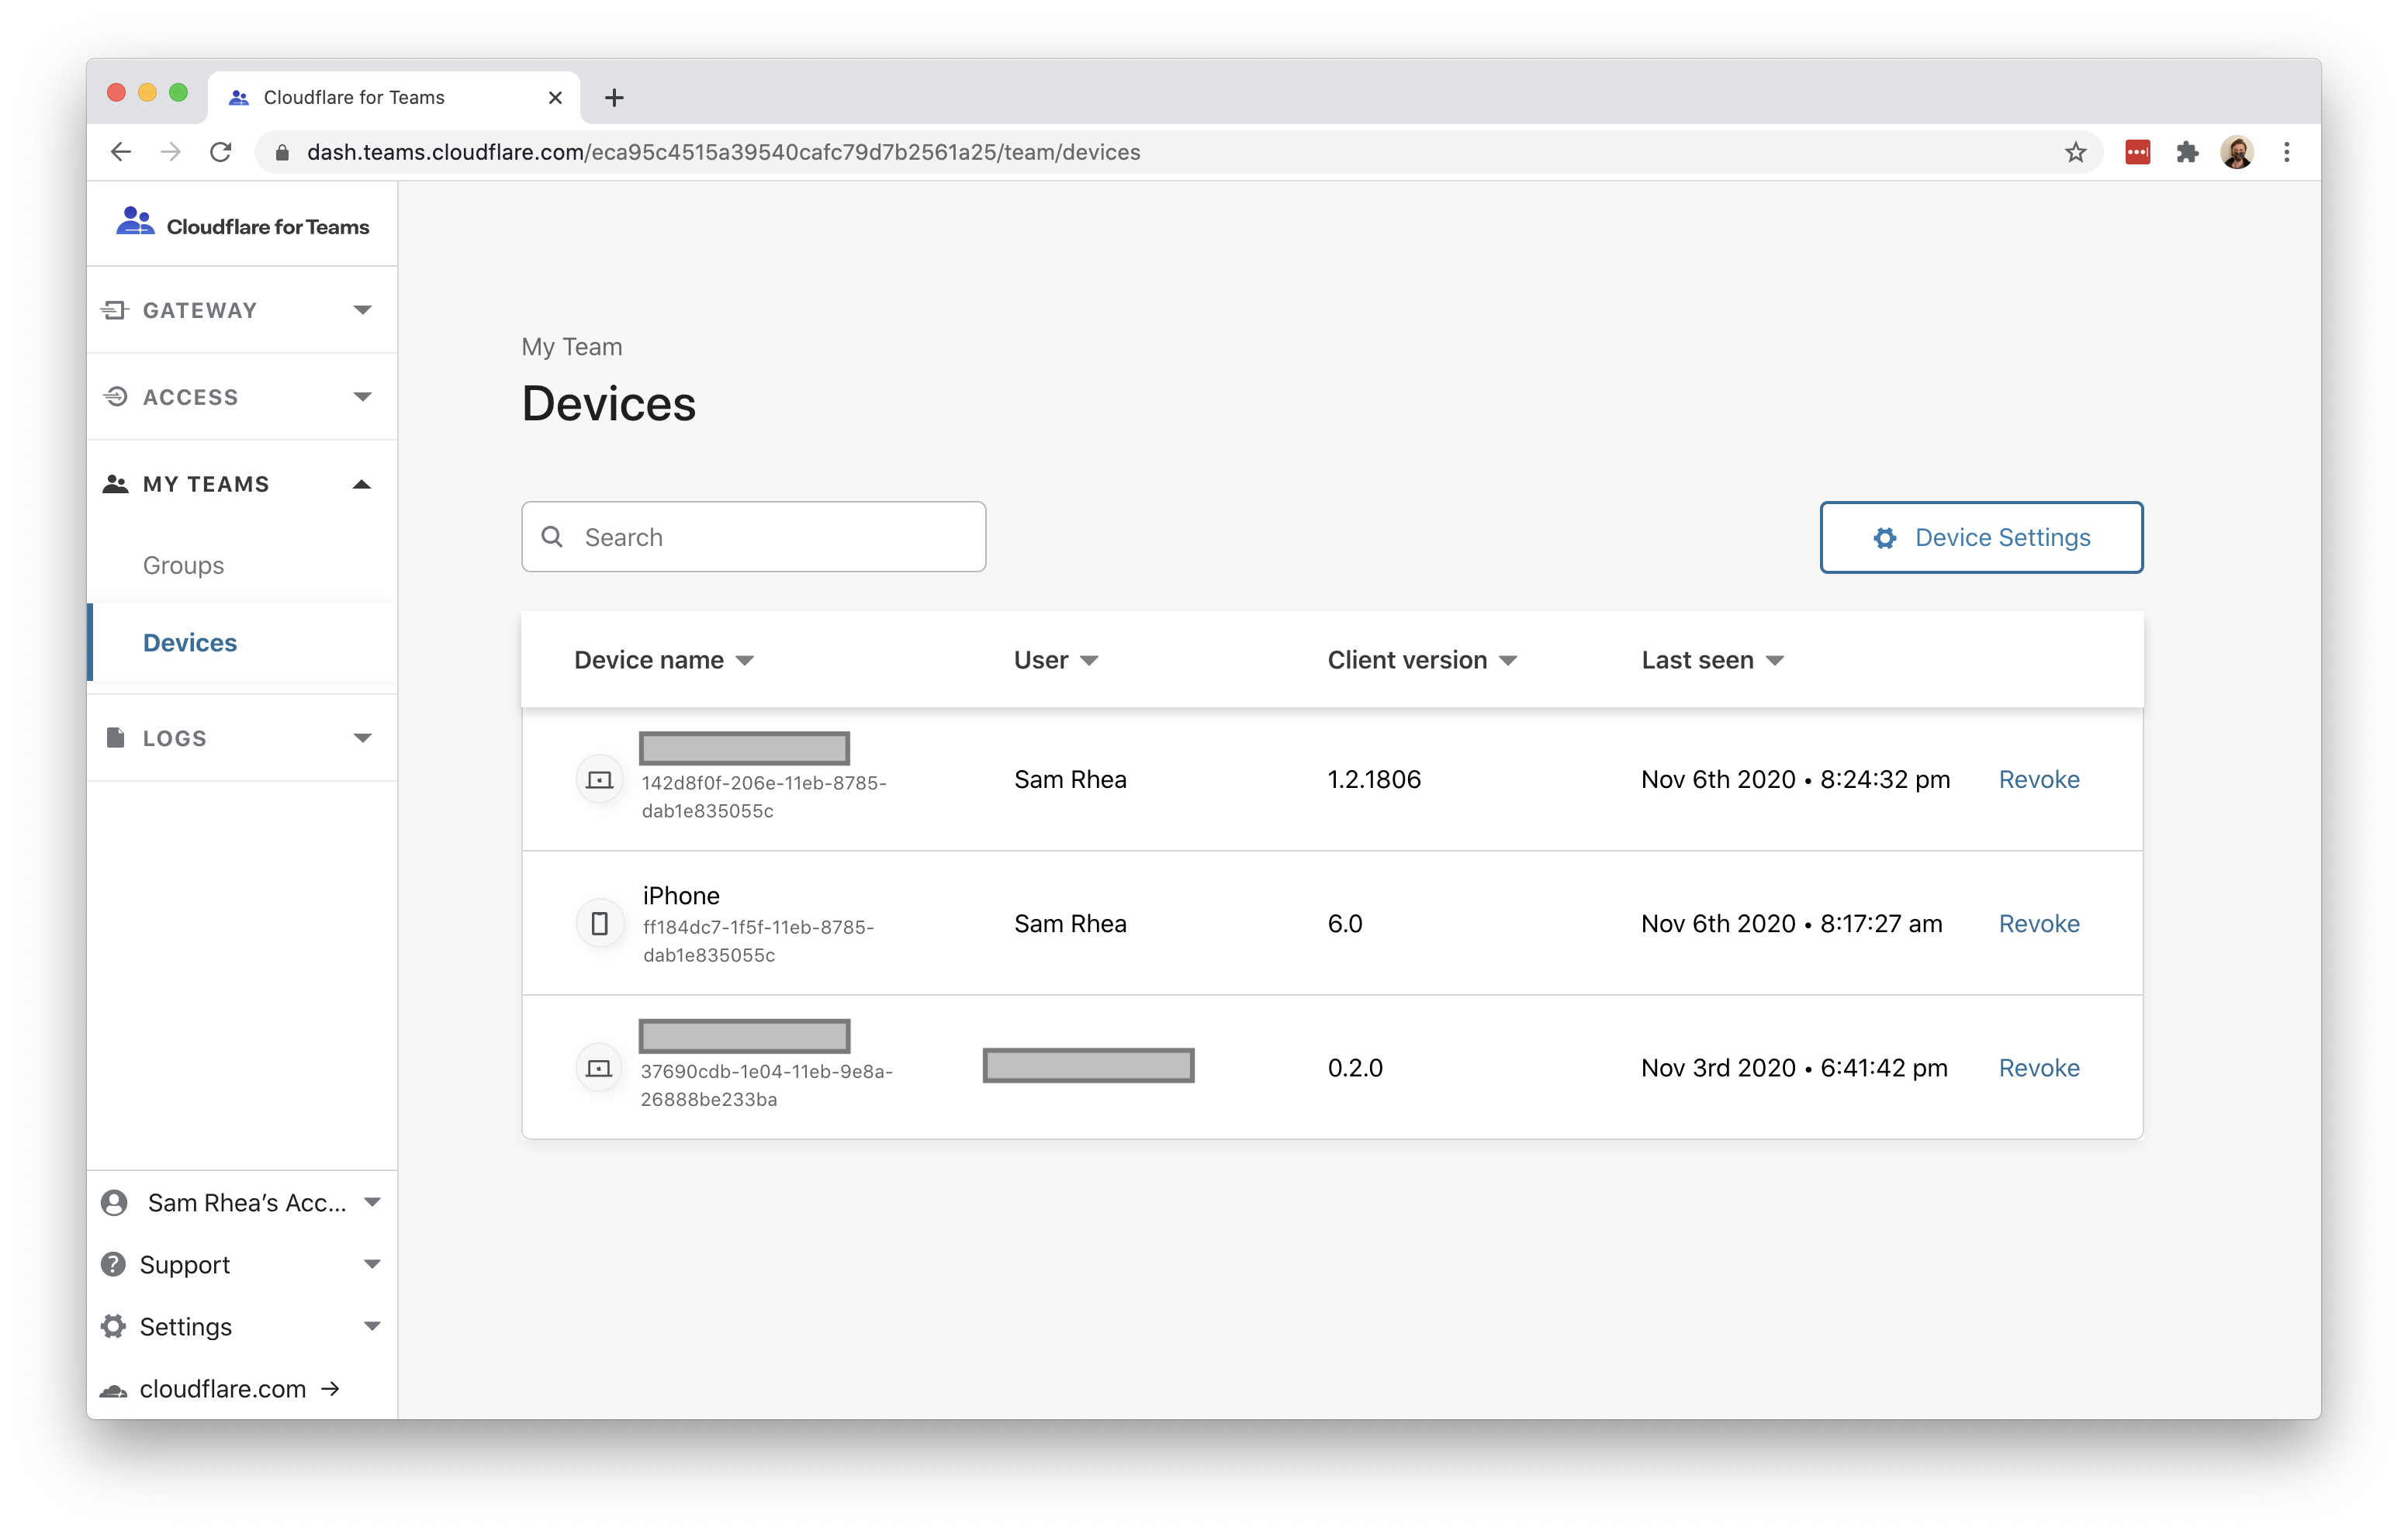 Cloudflare for Teams
dash.teams.cloudflare.com/eca95c4515a39540cafc79d7b2561a25/team/devices
Cloudflare for Teams
GATEWAY
ACCESS
MY TEAMS
Groups
Devices
LOGS
Sam Rhea’s Acc...
Support
Settings
cloudflare.com →
My Team
Devices
Search
Device Settings
Device name User Client version Last seen
142d8f0f-206e-11eb-8785-
dab1e835055c
Sam Rhea 1.2.1806 Nov 6th 2020 • 8:24:32 pm Revoke
iPhone
ff184dc7-1f5f-11eb-8785-
dab1e835055c
Sam Rhea 6.0 Nov 6th 2020 • 8:17:27 am Revoke
37690cdb-1e04-11eb-9e8a-
26888be233ba
0.2.0 Nov 3rd 2020 • 6:41:42 pm Revoke